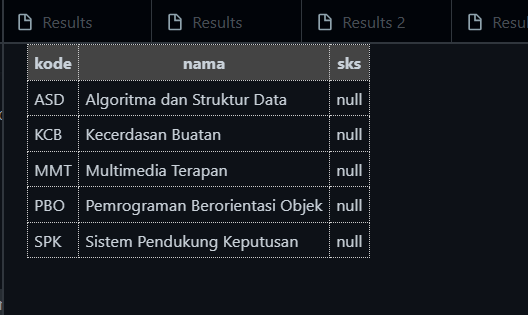 Results Results Results 2 Resu
kode nama sks
ASD Algoritma dan Struktur Data null
KCB Kecerdasan Buatan null
MMT Multimedia Terapan null
PBO Pemrograman Berorientasi Objek null
SPK Sistem Pendukung Keputusan null